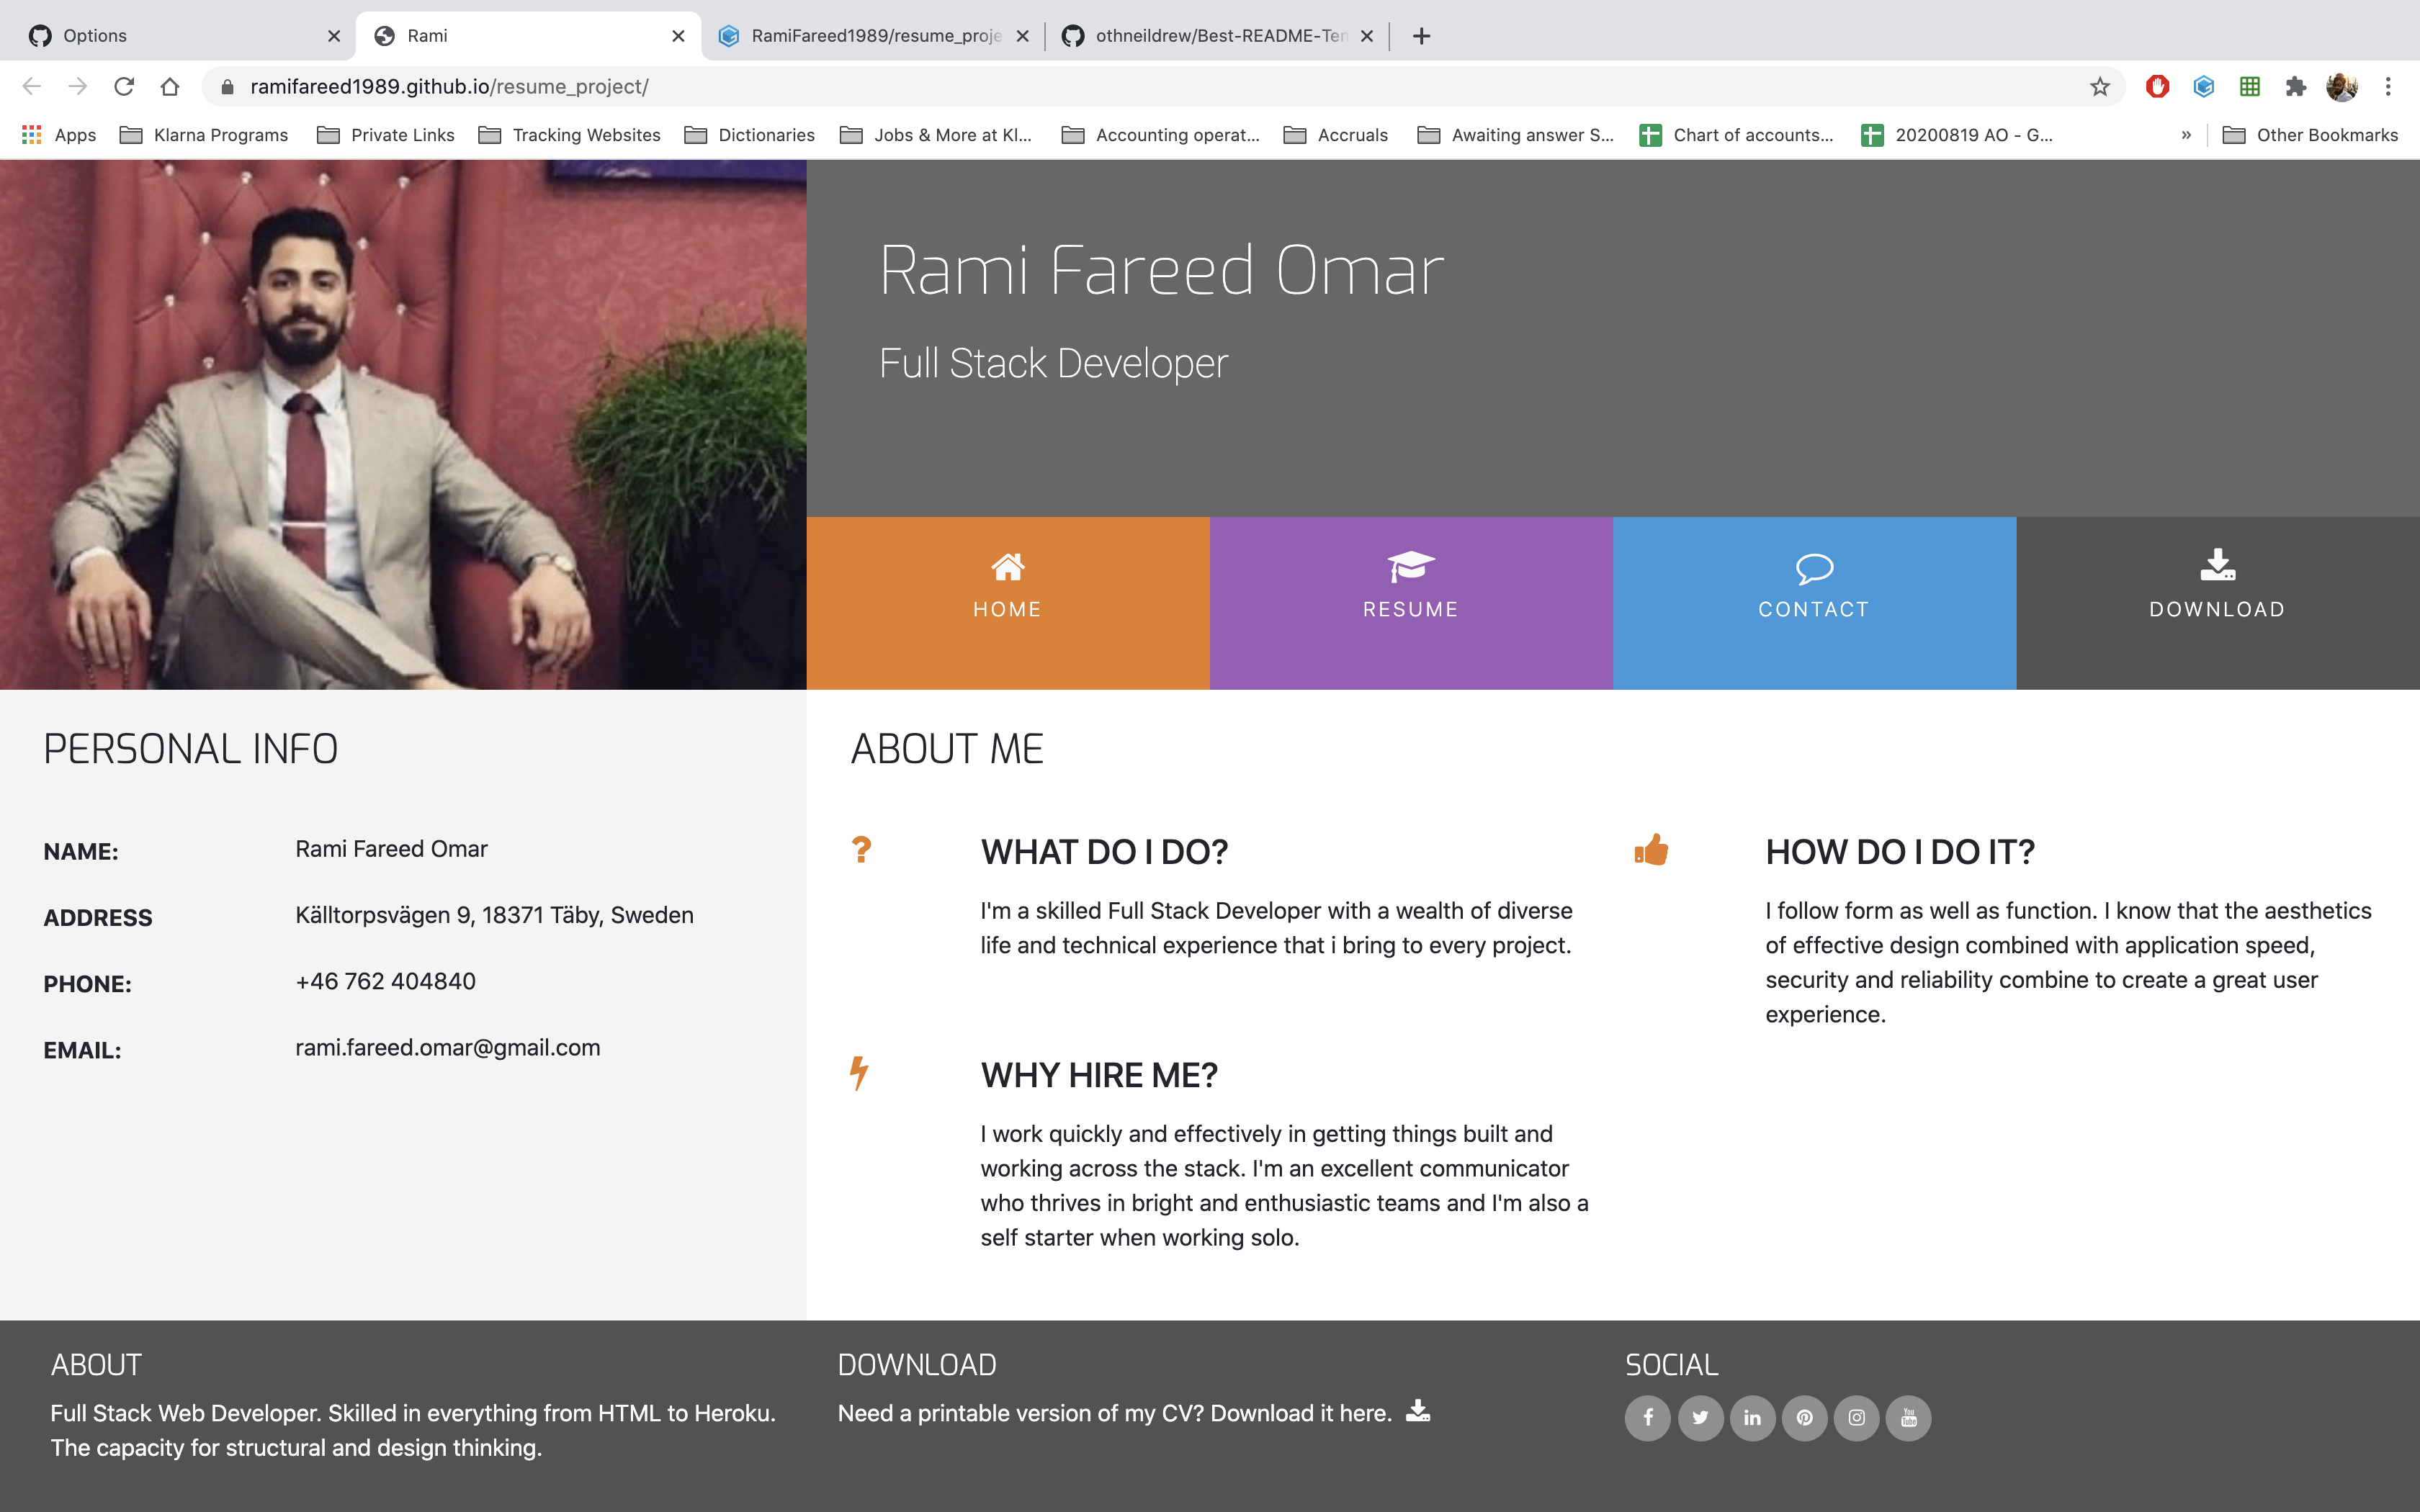 Options
Rami
RamiFareed1989/resume_proje
othneildrew/Best-README-Ten
ramifareed1989.github.io/resume_project/
Apps
Klarna Programs
Private Links
Tracking Websites
Dictionaries
Jobs & More at Kl...
Accounting operat...
Accruals
Awaiting answer S...
Chart of accounts...
20200819 AO - G...
»
Other Bookmarks
Rami Fareed Omar
Full Stack Developer
HOME
RESUME
CONTACT
DOWNLOAD
PERSONAL INFO
NAME: Rami Fareed Omar
ADDRESS Källtorpsvägen 9, 18371 Täby, Sweden
PHONE: +46 762 404840
EMAIL: rami.fareed.omar@gmail.com
ABOUT ME
WHAT DO I DO?
I'm a skilled Full Stack Developer with a wealth of diverse
life and technical experience that i bring to every project.
HOW DO I DO IT?
I follow form as well as function. I know that the aesthetics
of effective design combined with application speed,
security and reliability combine to create a great user
experience.
WHY HIRE ME?
I work quickly and effectively in getting things built and
working across the stack. I'm an excellent communicator
who thrives in bright and enthusiastic teams and I'm also a
self starter when working solo.
ABOUT
Full Stack Web Developer. Skilled in everything from HTML to Heroku.
The capacity for structural and design thinking.
DOWNLOAD
Need a printable version of my CV? Download it here.
SOCIAL